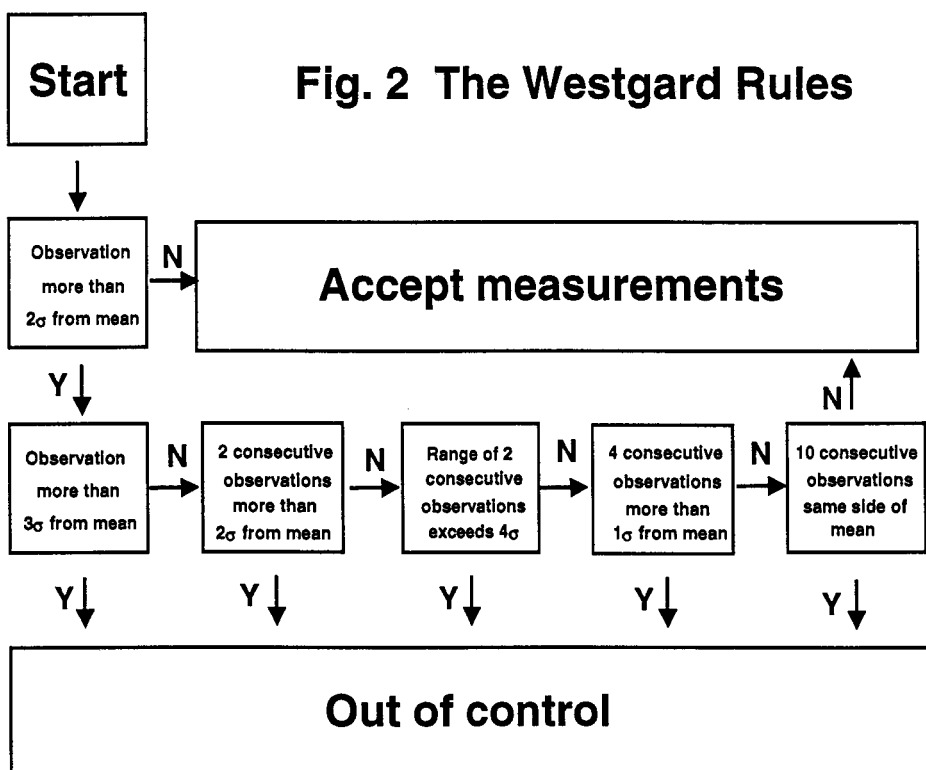 Start
Fig. 2 The Westgard Rules
Observation
more than
2σ from mean
N
Accept measurements
Y
N
Observation
more than
3σ from mean
N
2 consecutive
observations
more than
2σ from mean
N
Range of 2
consecutive
observations
exceeds 4σ
N
4 consecutive
observations
more than
1σ from mean
N
10 consecutive
observations
same side of
mean
Y
Y
Y
Y
Y
Out of control